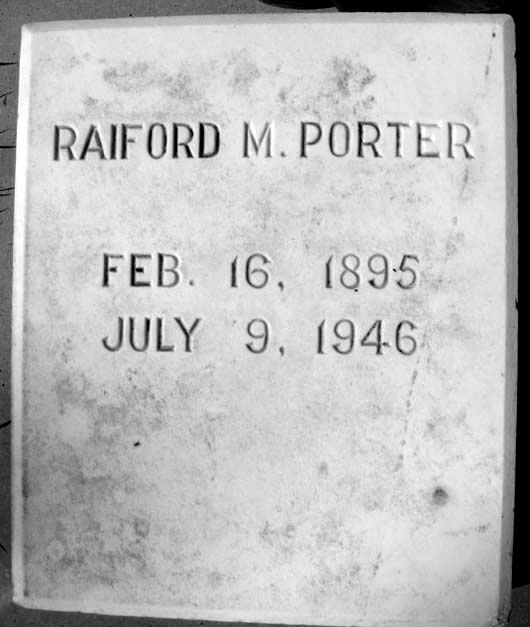 RAIFORD M. PORTER
FEB. 16, 1895
JULY 9, 1946